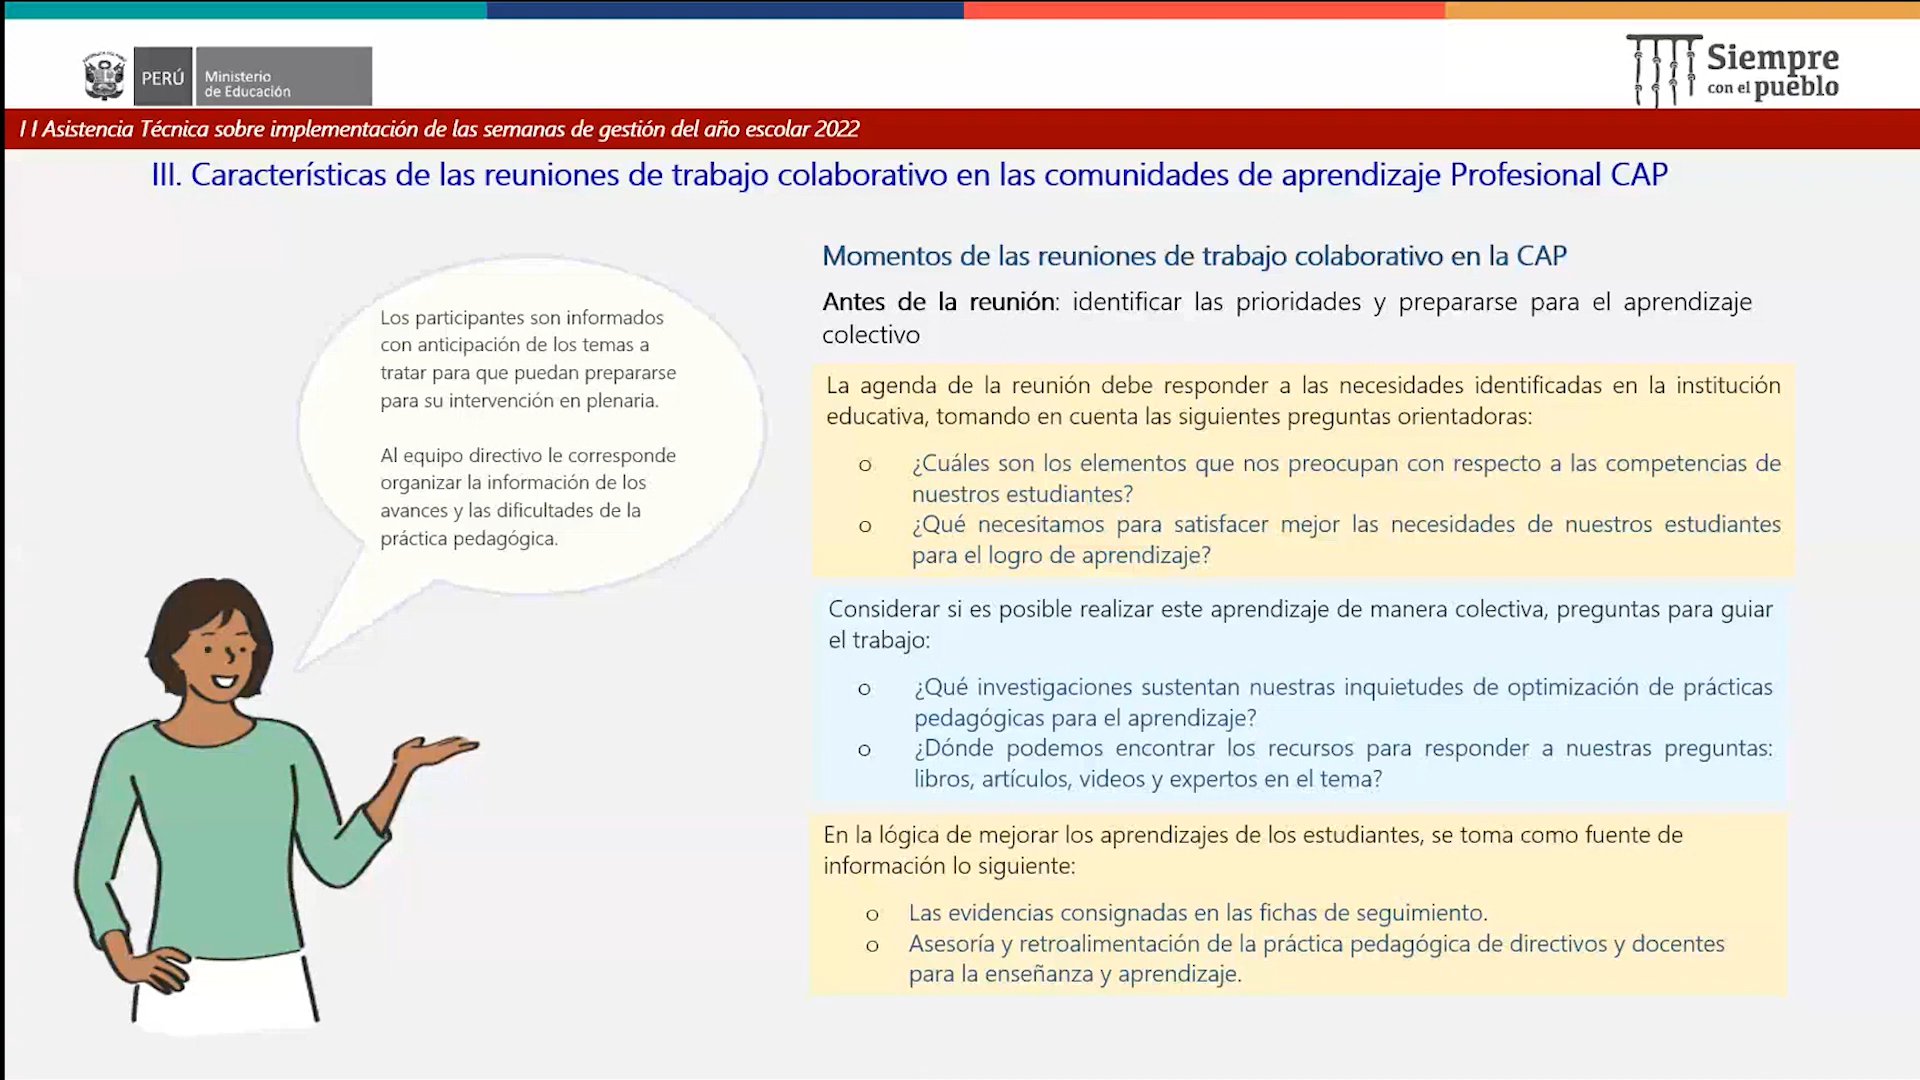 PERÚ
Ministerio
de Educación
Siempre
con el pueblo
I I Asistencia Técnica sobre implementación de las semanas de gestión del año escolar 2022
III. Características de las reuniones de trabajo colaborativo en las comunidades de aprendizaje Profesional CAP
Los participantes son informados
con anticipación de los temas a
tratar para que puedan prepararse
para su intervención en plenaria.
Al equipo directivo le corresponde
organizar la información de los
avances y las dificultades de la
práctica pedagógica.
Momentos de las reuniones de trabajo colaborativo en la CAP
Antes de la reunión: identificar las prioridades y prepararse para el aprendizaje
colectivo
La agenda de la reunión debe responder a las necesidades identificadas en la institución
educativa, tomando en cuenta las siguientes preguntas orientadoras:
o ¿Cuáles son los elementos que nos preocupan con respecto a las competencias de
nuestros estudiantes?
o ¿Qué necesitamos para satisfacer mejor las necesidades de nuestros estudiantes
para el logro de aprendizaje?
Considerar si es posible realizar este aprendizaje de manera colectiva, preguntas para guiar
el trabajo:
o ¿Qué investigaciones sustentan nuestras inquietudes de optimización de prácticas
pedagógicas para el aprendizaje?
o ¿Dónde podemos encontrar los recursos para responder a nuestras preguntas:
libros, artículos, videos y expertos en el tema?
En la lógica de mejorar los aprendizajes de los estudiantes, se toma como fuente de
información lo siguiente:
o Las evidencias consignadas en las fichas de seguimiento.
o Asesoría y retroalimentación de la práctica pedagógica de directivos y docentes
para la enseñanza y aprendizaje.